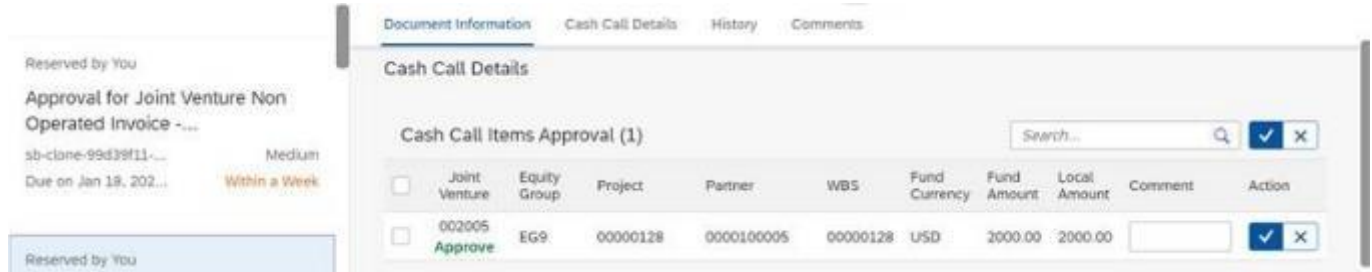 Document Information Cash Call Details History Comments
Reserved by You
Cash Call Details
Approval for Joint Venture Non
Operated Invoice -...
Cash Call Items Approval (1) Search...
sb-clone-99d39f11-... Medium
Due on Jan 18, 202... Within a Week
Joint Venture Equity Group Project Partner WBS Fund Currency Fund Amount Local Amount Comment Action
002005 EG9 00000128 0000100005 00000128 USD 2000.00 2000.00
Approve
Reserved by You